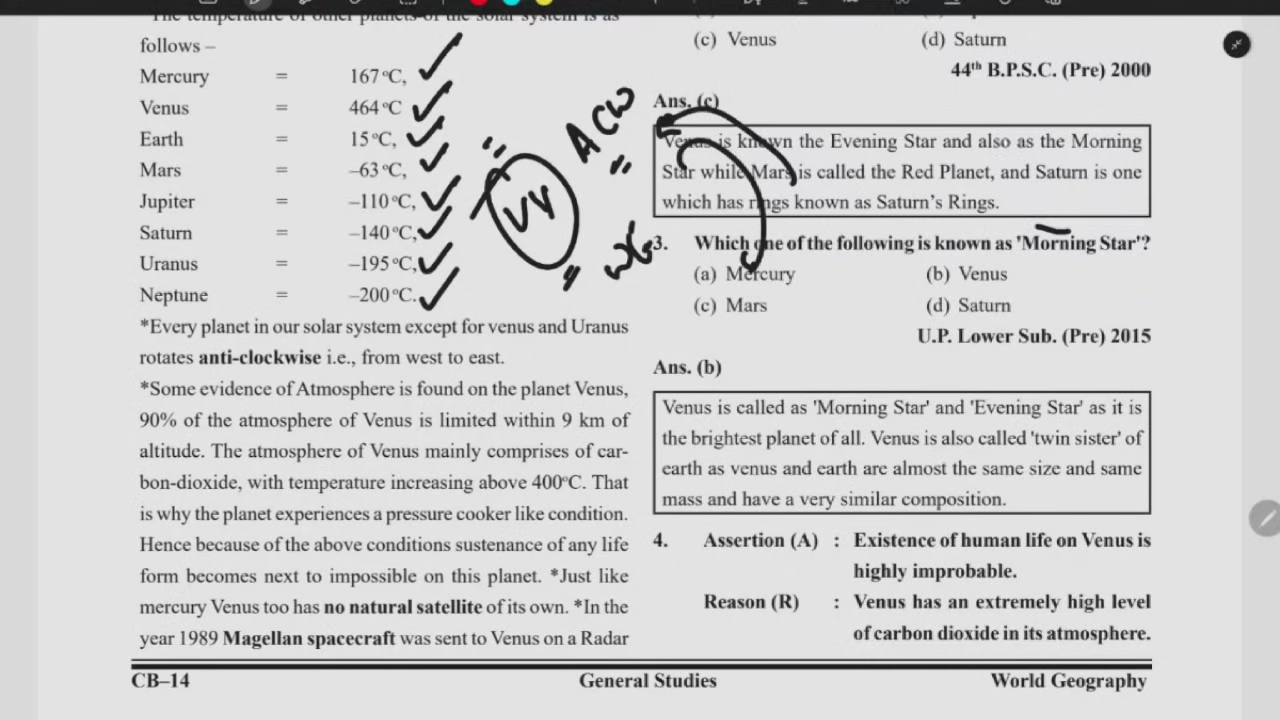 The temperature of other planets of the solar system is as
follows –
Mercury = 167°C,
Venus = 464°C
Earth = 15°C,
Mars = –63°C,
Jupiter = –110°C,
Saturn = –140°C,
Uranus = –195°C,
Neptune = –200°C.
*Every planet in our solar system except for venus and Uranus
rotates anti-clockwise i.e., from west to east.
*Some evidence of Atmosphere is found on the planet Venus,
90% of the atmosphere of Venus is limited within 9 km of
altitude. The atmosphere of Venus mainly comprises of car-
bon-dioxide, with temperature increasing above 400°C. That
is why the planet experiences a pressure cooker like condition.
Hence because of the above conditions sustenance of any life
form becomes next to impossible on this planet. *Just like
mercury Venus too has no natural satellite of its own. *In the
year 1989 Magellan spacecraft was sent to Venus on a Radar
ACW
VY
(c) Venus (d) Saturn
44th B.P.S.C. (Pre) 2000
Ans. (c)
Venus is known the Evening Star and also as the Morning
Star while Mars is called the Red Planet, and Saturn is one
which has rings known as Saturn's Rings.
3. Which one of the following is known as 'Morning Star'?
(a) Mercury (b) Venus
(c) Mars (d) Saturn
U.P. Lower Sub. (Pre) 2015
Ans. (b)
Venus is called as 'Morning Star' and 'Evening Star' as it is
the brightest planet of all. Venus is also called 'twin sister' of
earth as venus and earth are almost the same size and same
mass and have a very similar composition.
4. Assertion (A) : Existence of human life on Venus is
highly improbable.
Reason (R) : Venus has an extremely high level
of carbon dioxide in its atmosphere.
CB–14 General Studies World Geography